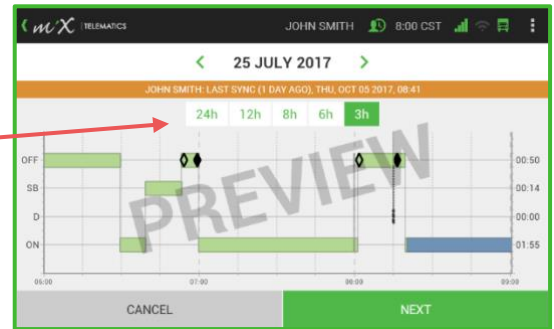 miX TELEMATICS JOHN SMITH 8:00 CST
25 JULY 2017
JOHN SMITH: LAST SYNC (1 DAY AGO), THU, OCT 05 2017, 08:41
24h 12h 8h 6h 3h
PREVIEW
OFF 00:50
SB 00:14
D 00:00
ON 01:55
06:00 07:00 08:00 09:00
CANCEL NEXT